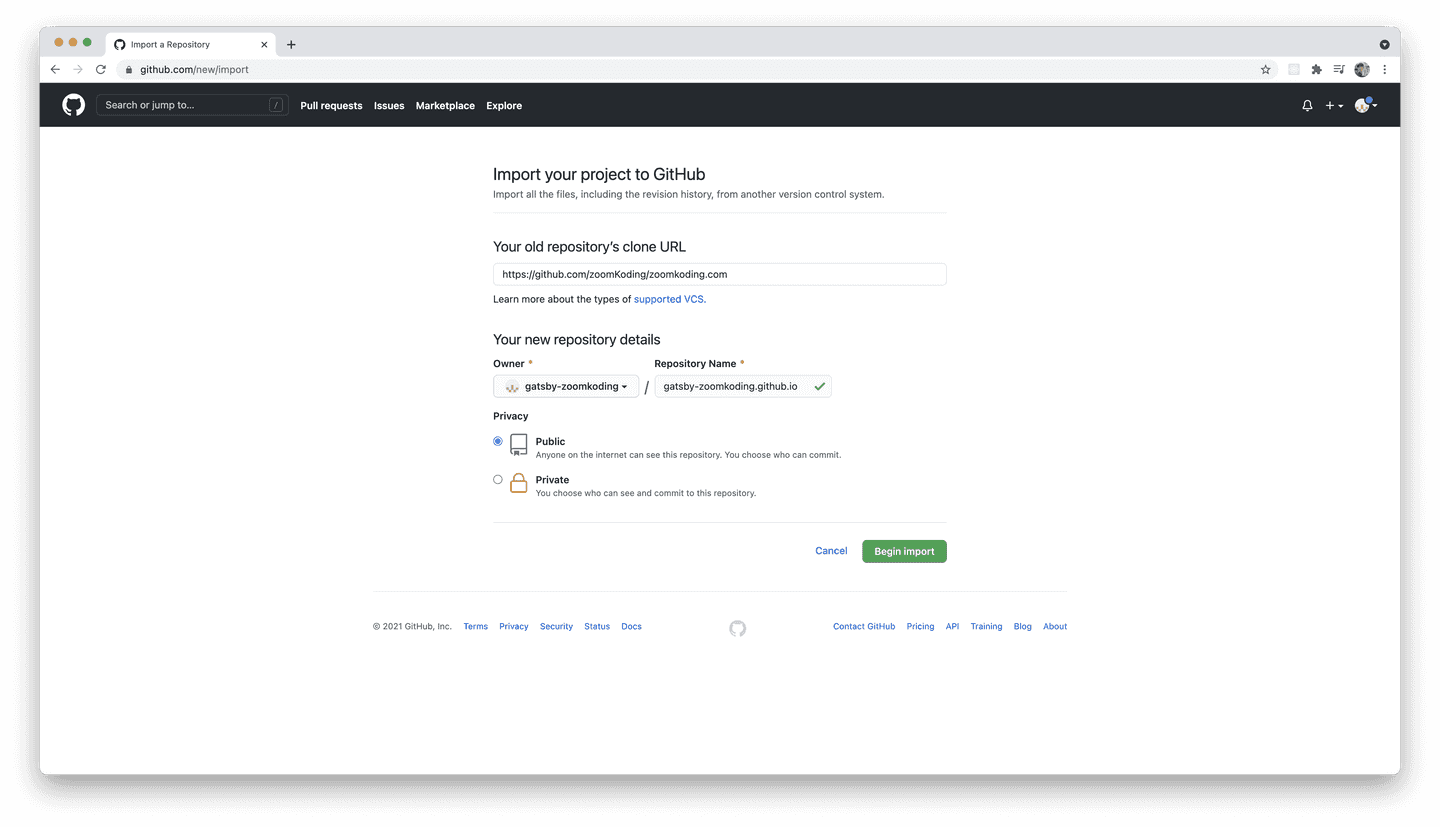 Import a Repository
github.com/new/import
Search or jump to... /
Pull requests Issues Marketplace Explore
Import your project to GitHub
Import all the files, including the revision history, from another version control system.
Your old repository's clone URL
https://github.com/zoomKoding/zoomkoding.com
Learn more about the types of supported VCS.
Your new repository details
Owner * Repository Name *
gatsby-zoomkoding / gatsby-zoomkoding.github.io
Privacy
Public
Anyone on the internet can see this repository. You choose who can commit.
Private
You choose who can see and commit to this repository.
Cancel Begin import
© 2021 GitHub, Inc. Terms Privacy Security Status Docs Contact GitHub Pricing API Training Blog About